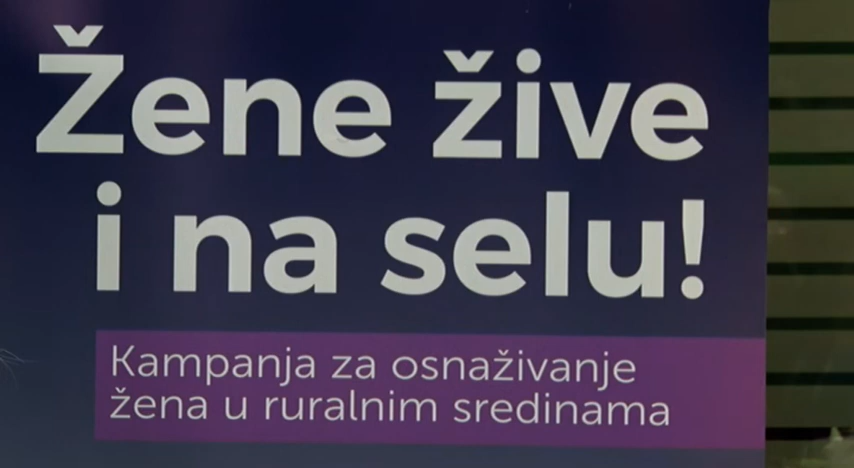 Žene žive
i na selu!
Kampanja za osnaživanje
žena u ruralnim sredinama